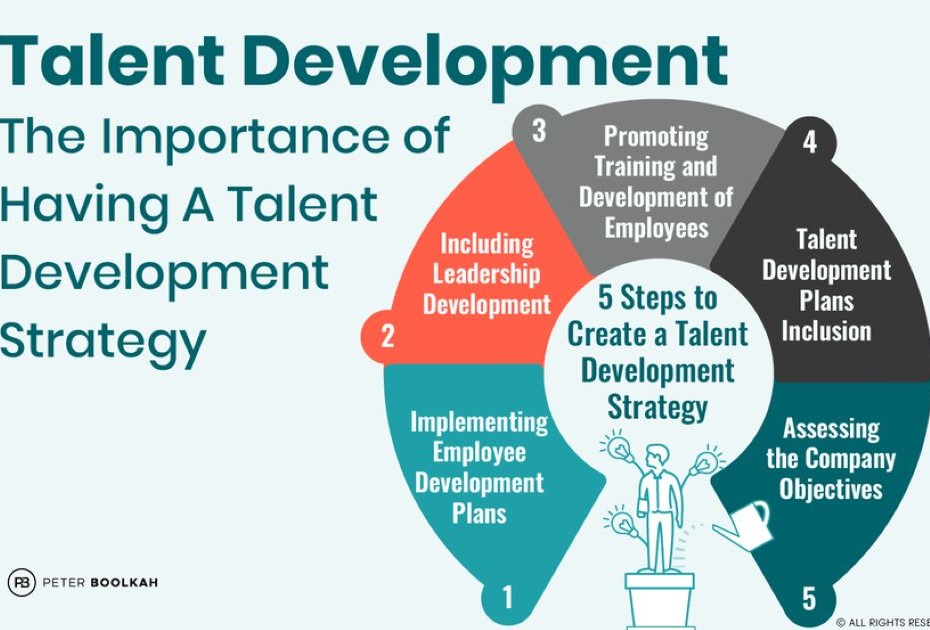 Talent Development
The Importance of
Having A Talent
Development
Strategy
1
Implementing
Employee
Development
Plans
2
Including
Leadership
Development
3
Promoting
Training and
Development of
Employees
4
Talent
Development
Plans
Inclusion
5
Assessing
the Company
Objectives
5 Steps to
Create a Talent
Development
Strategy
PB PETER BOOLKAH
© ALL RIGHTS RESE